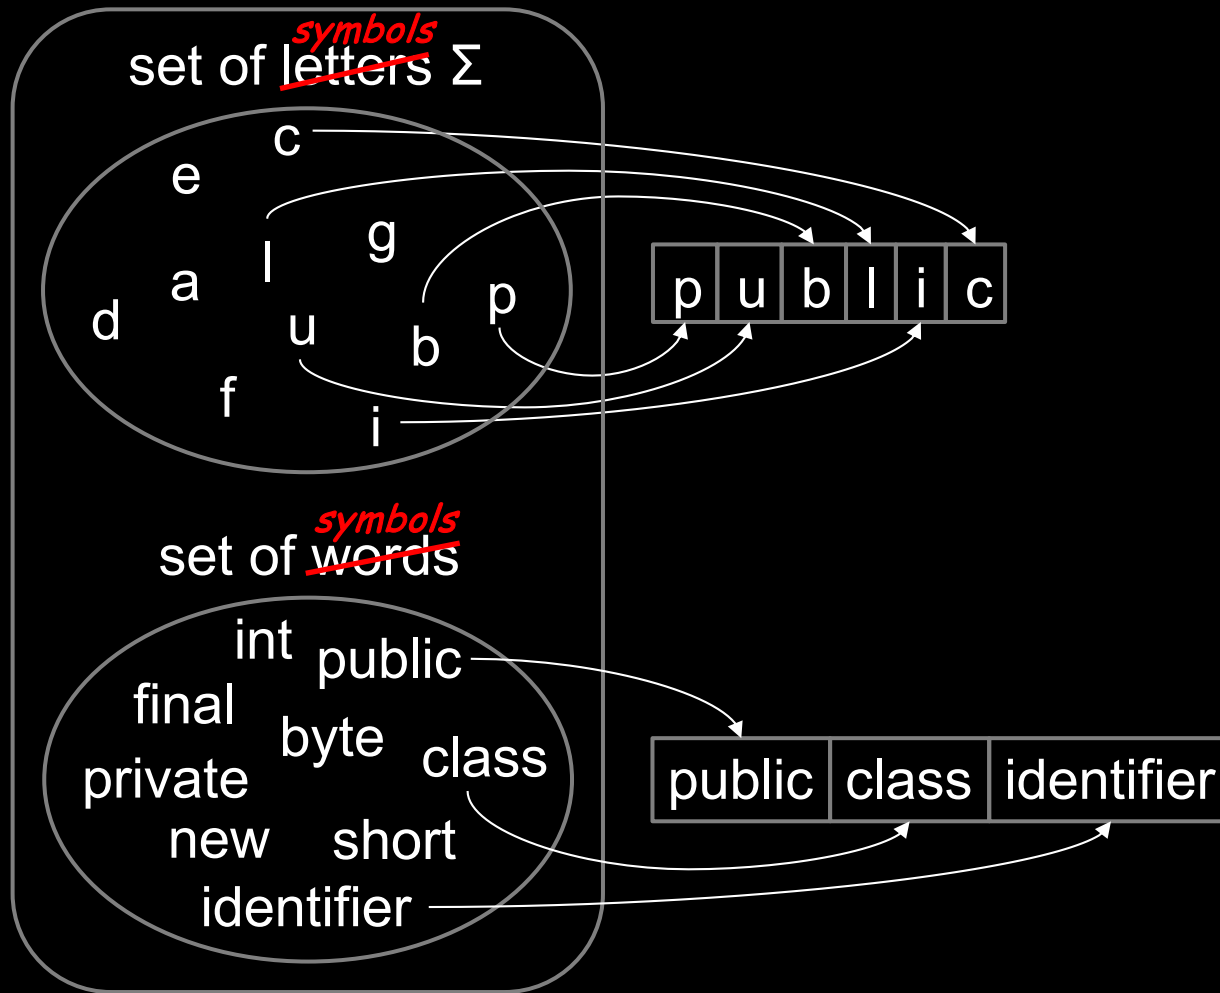 symbols
set of letters Σ
c
e
g
l
a
p
d
u
b
f
i
p u b l i c
symbols
set of words
int public
final
byte
class
private
new short
identifier
public class identifier